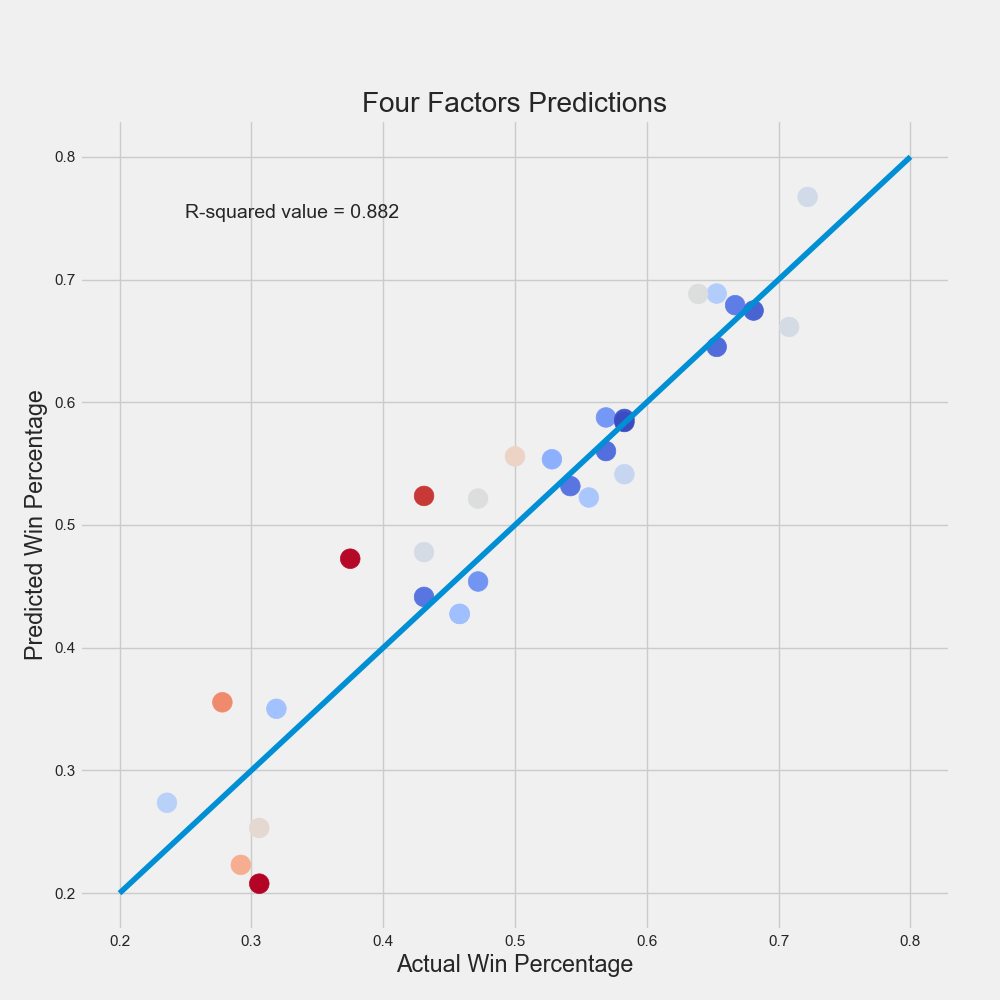 Four Factors Predictions
R-squared value = 0.882
Predicted Win Percentage
0.8
0.7
0.6
0.5
0.4
0.3
0.2
0.2 0.3 0.4 0.5 0.6 0.7 0.8
Actual Win Percentage